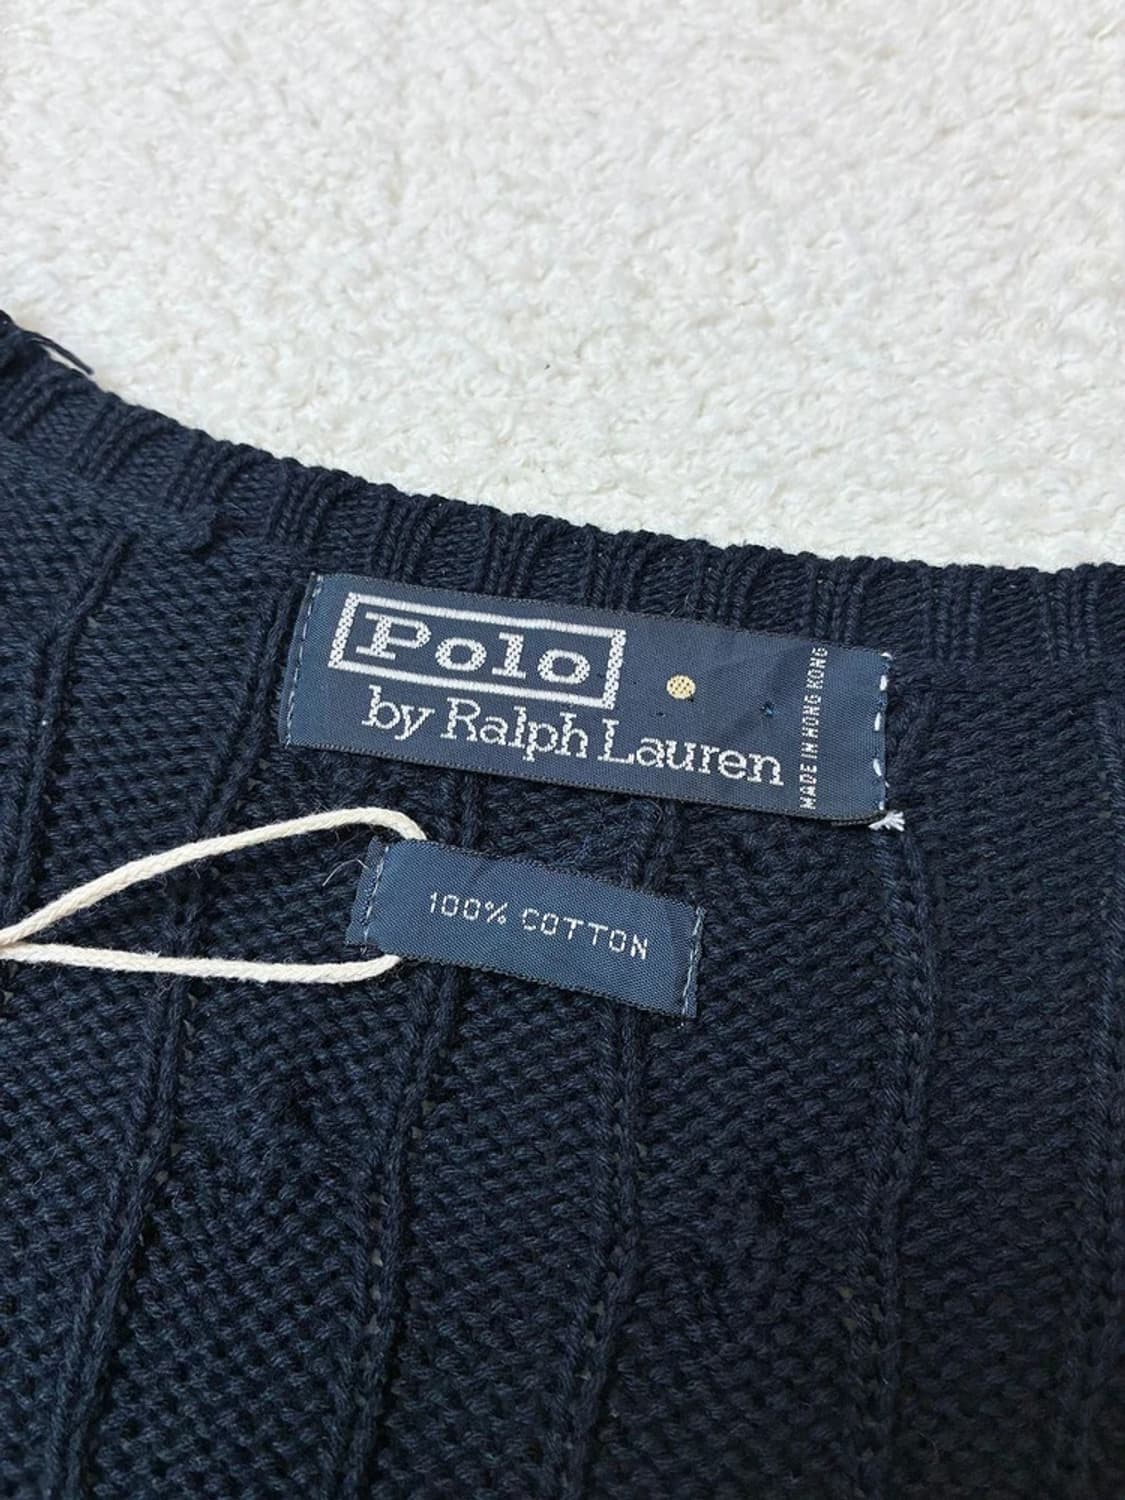 Polo
by Ralph Lauren
MADE IN HONG KONG
100% COTTON